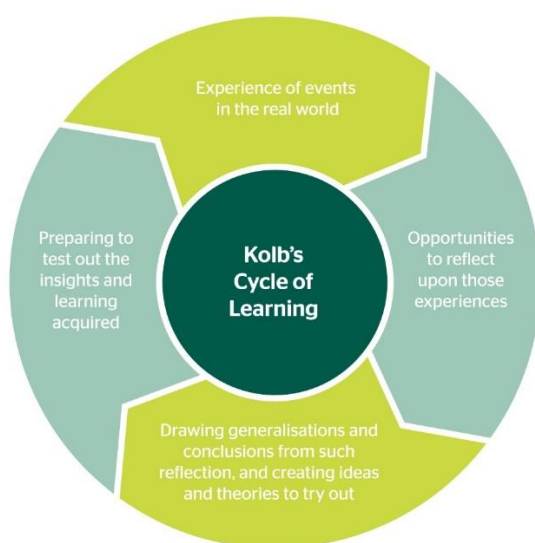 Experience of events
in the real world
Opportunities
to reflect
upon those
experiences
Drawing generalisations and
conclusions from such
reflection, and creating ideas
and theories to try out
Preparing to
test out the
insights and
learning
acquired
Kolb's
Cycle of
Learning